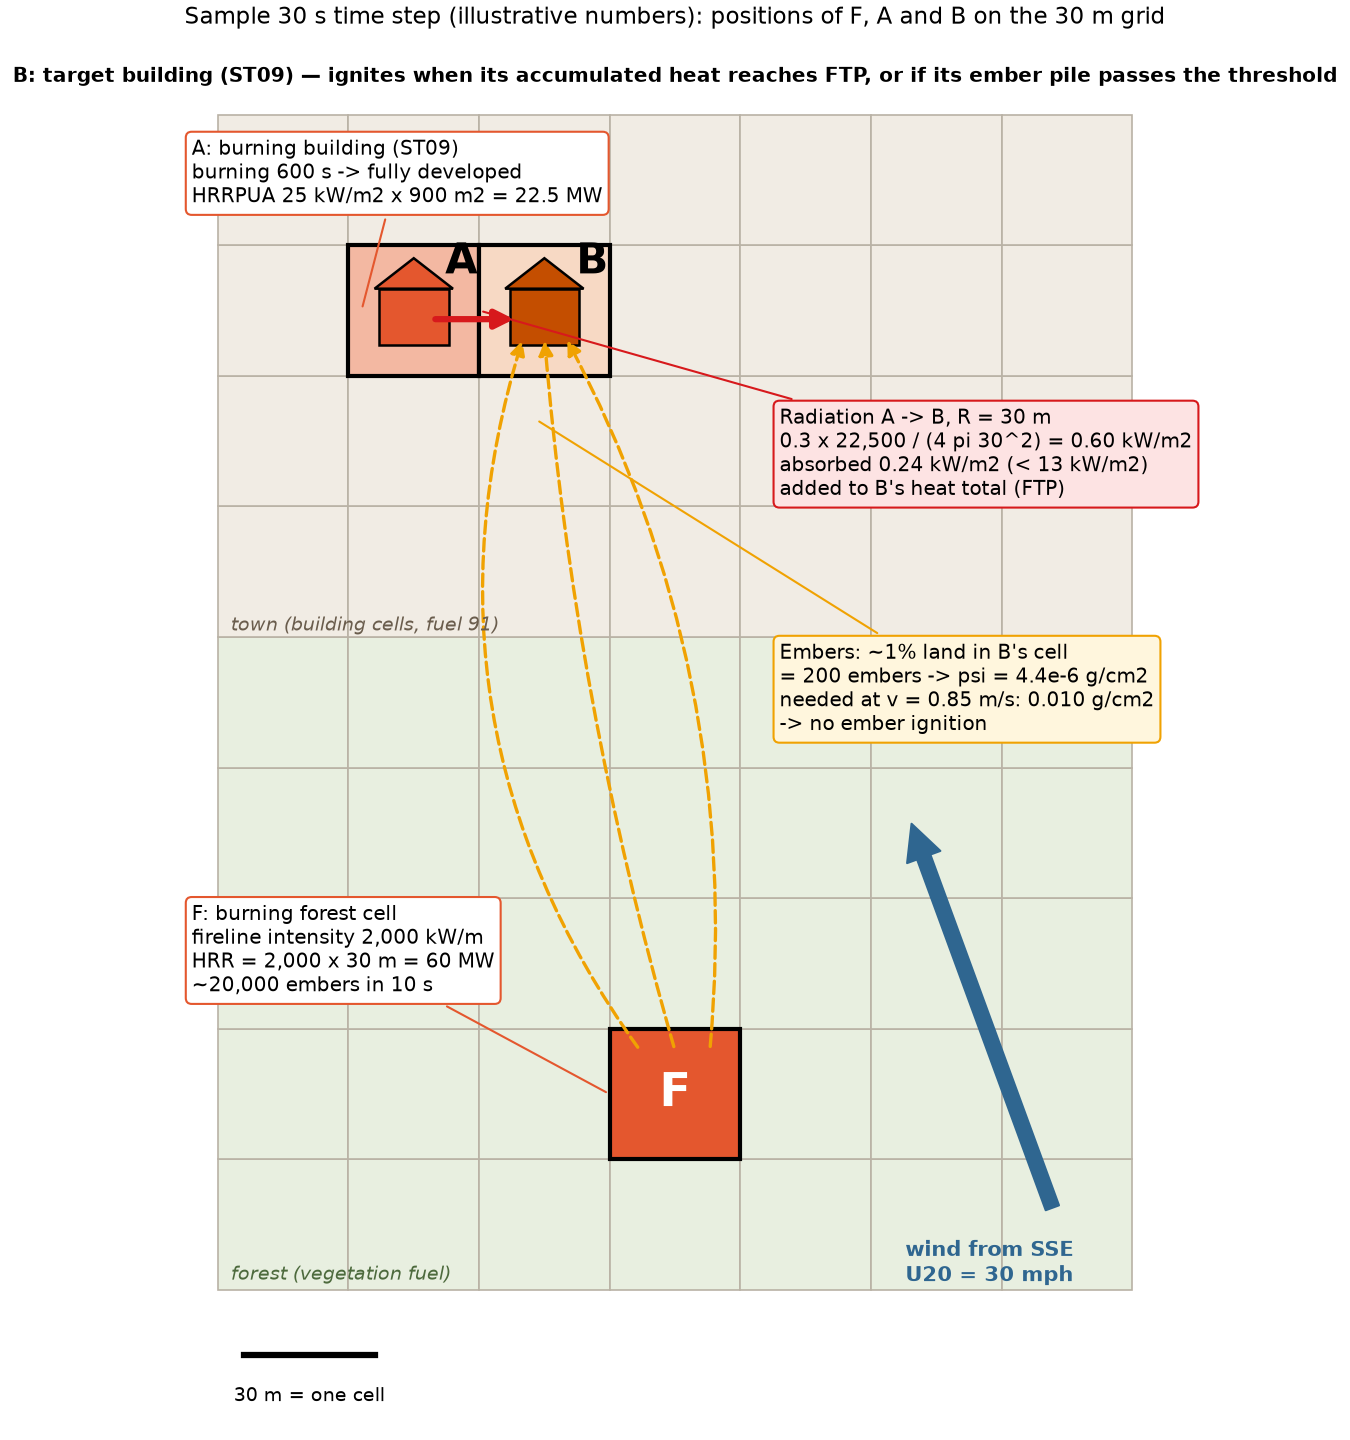 Sample 30 s time step (illustrative numbers): positions of F, A and B on the 30 m grid
B: target building (ST09) — ignites when its accumulated heat reaches FTP, or if its ember pile passes the threshold
A: burning building (ST09)
burning 600 s -> fully developed
HRRPUA 25 kW/m2 x 900 m2 = 22.5 MW
A
B
Radiation A -> B, R = 30 m
0.3 x 22,500 / (4 pi 30^2) = 0.60 kW/m2
absorbed 0.24 kW/m2 (< 13 kW/m2)
added to B's heat total (FTP)
town (building cells, fuel 91)
Embers: ~1% land in B's cell
= 200 embers -> psi = 4.4e-6 g/cm2
needed at v = 0.85 m/s: 0.010 g/cm2
-> no ember ignition
F: burning forest cell
fireline intensity 2,000 kW/m
HRR = 2,000 x 30 m = 60 MW
~20,000 embers in 10 s
F
wind from SSE
U20 = 30 mph
forest (vegetation fuel)
30 m = one cell